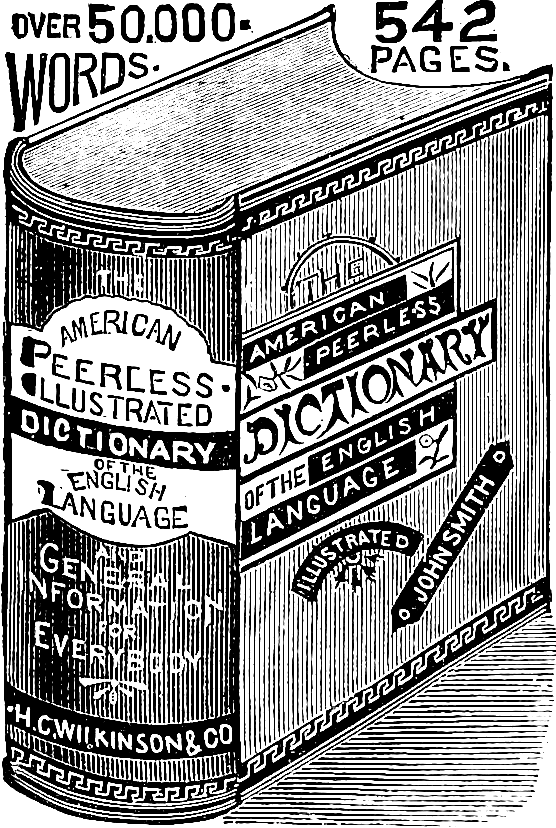 OVER 50,000
WORDS.
542
PAGES.
THE
AMERICAN
PEERLESS
ILLUSTRATED
DICTIONARY
OF THE
ENGLISH
LANGUAGE
AND
GENERAL
INFORMATION
FOR
EVERYBODY
H.C. WILKINSON & CO
THE
AMERICAN
PEERLESS
DICTIONARY
OF THE ENGLISH
LANGUAGE
ILLUSTRATED
JOHN SMITH